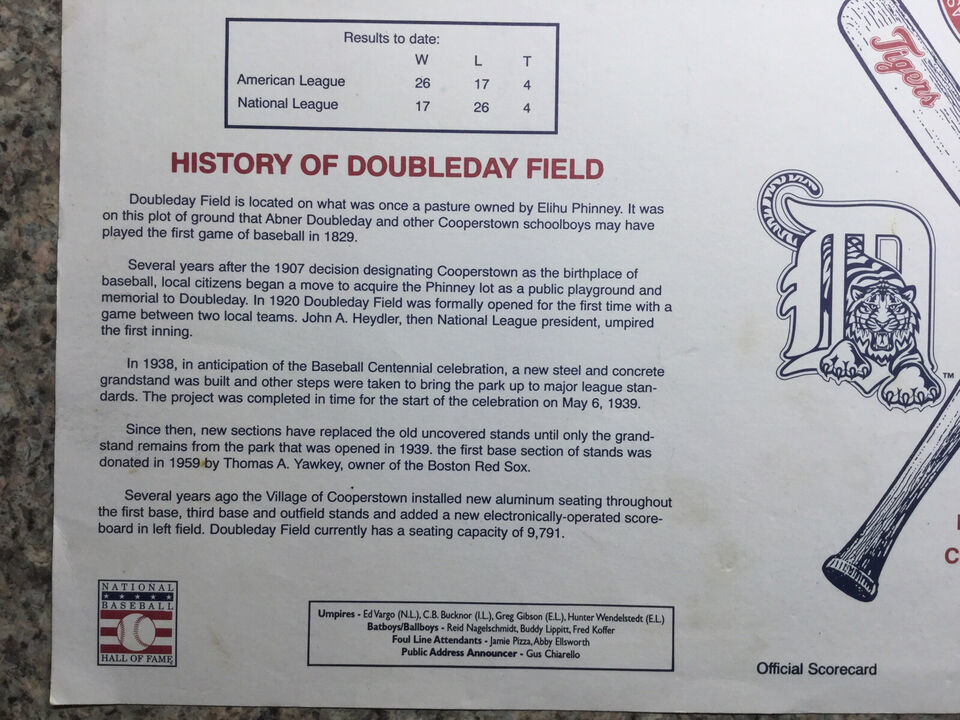 Results to date:
W L T
American League 26 17 4
National League 17 26 4
HISTORY OF DOUBLEDAY FIELD
Doubleday Field is located on what was once a pasture owned by Elihu Phinney. It was
on this plot of ground that Abner Doubleday and other Cooperstown schoolboys may have
played the first game of baseball in 1829.
Several years after the 1907 decision designating Cooperstown as the birthplace of
baseball, local citizens began a move to acquire the Phinney lot as a public playground and
memorial to Doubleday. In 1920 Doubleday Field was formally opened for the first time with a
game between two local teams. John A. Heydler, then National League president, umpired
the first inning.
In 1938, in anticipation of the Baseball Centennial celebration, a new steel and concrete
grandstand was built and other steps were taken to bring the park up to major league stan-
dards. The project was completed in time for the start of the celebration on May 6, 1939.
Since then, new sections have replaced the old uncovered stands until only the grand-
stand remains from the park that was opened in 1939. the first base section of stands was
donated in 1959 by Thomas A. Yawkey, owner of the Boston Red Sox.
Several years ago the Village of Cooperstown installed new aluminum seating throughout
the first base, third base and outfield stands and added a new electronically-operated score-
board in left field. Doubleday Field currently has a seating capacity of 9,791.
NATIONAL
BASEBALL
HALL OF FAME
Umpires - Ed Vargo (N.L.), C.B. Bucknor (I.L.), Greg Gibson (E.L.), Hunter Wendelstedt (E.L.)
Batboys/Ballboys - Reid Nagelschmidt, Buddy Lippitt, Fred Koffer
Foul Line Attendants - Jamie Pizza, Abby Ellsworth
Public Address Announcer - Gus Chiarello
Tigers
D
TM
Official Scorecard